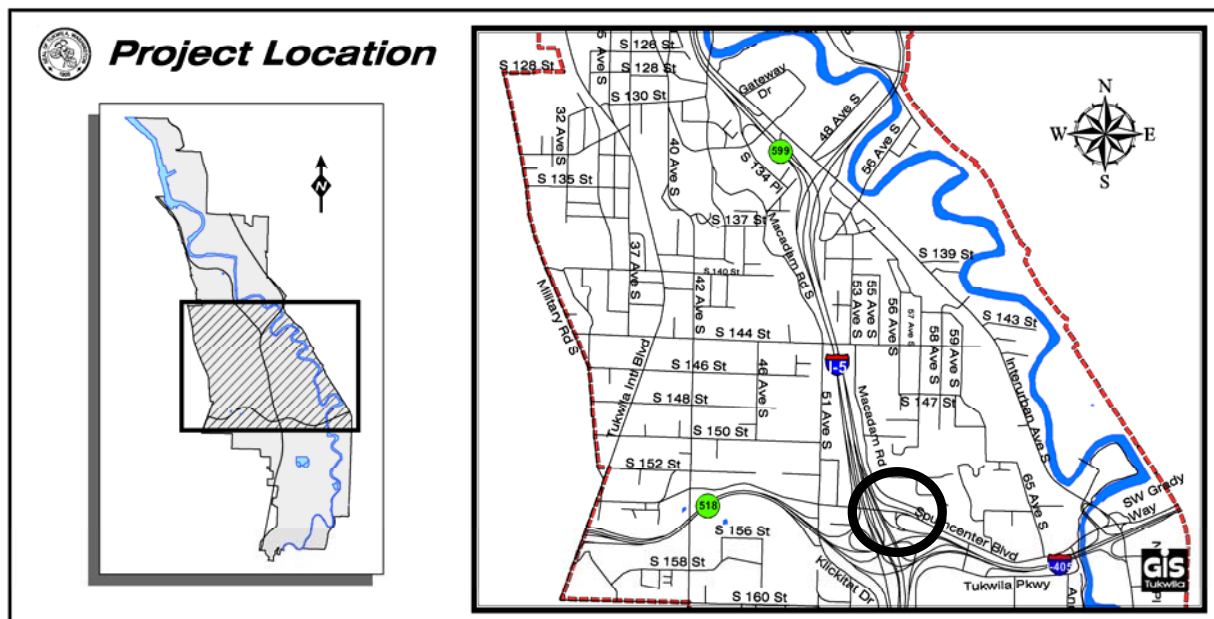 Project Location
N
S 126 St
S 128 St
S 128 St
S 130 St
Gateway Dr
48 Ave S
56 Ave S
32 Ave S
40 Ave S
599
S 134 Pl
S 135 St
S 137 St
Macadam Rd S
S 139 St
37 Ave S
S 140 St
42 Ave S
Military Rd S
53 Ave S
55 Ave S
56 Ave S
57 Ave S
58 Ave S
59 Ave S
S 143 St
S 144 St
Tukwila Intl Blvd
S 146 St
46 Ave S
I-5
Macadam Rd
Interurban Ave S
S 147 St
S 148 St
51 Ave S
S 150 St
S 152 St
65 Ave S
SW Grady Way
518
Southcenter Blvd
S 156 St
S 158 St
Klickitat Dr
I-405
Tukwila Pkwy
S 160 St
N
W
E
S
GIS
Tukwila